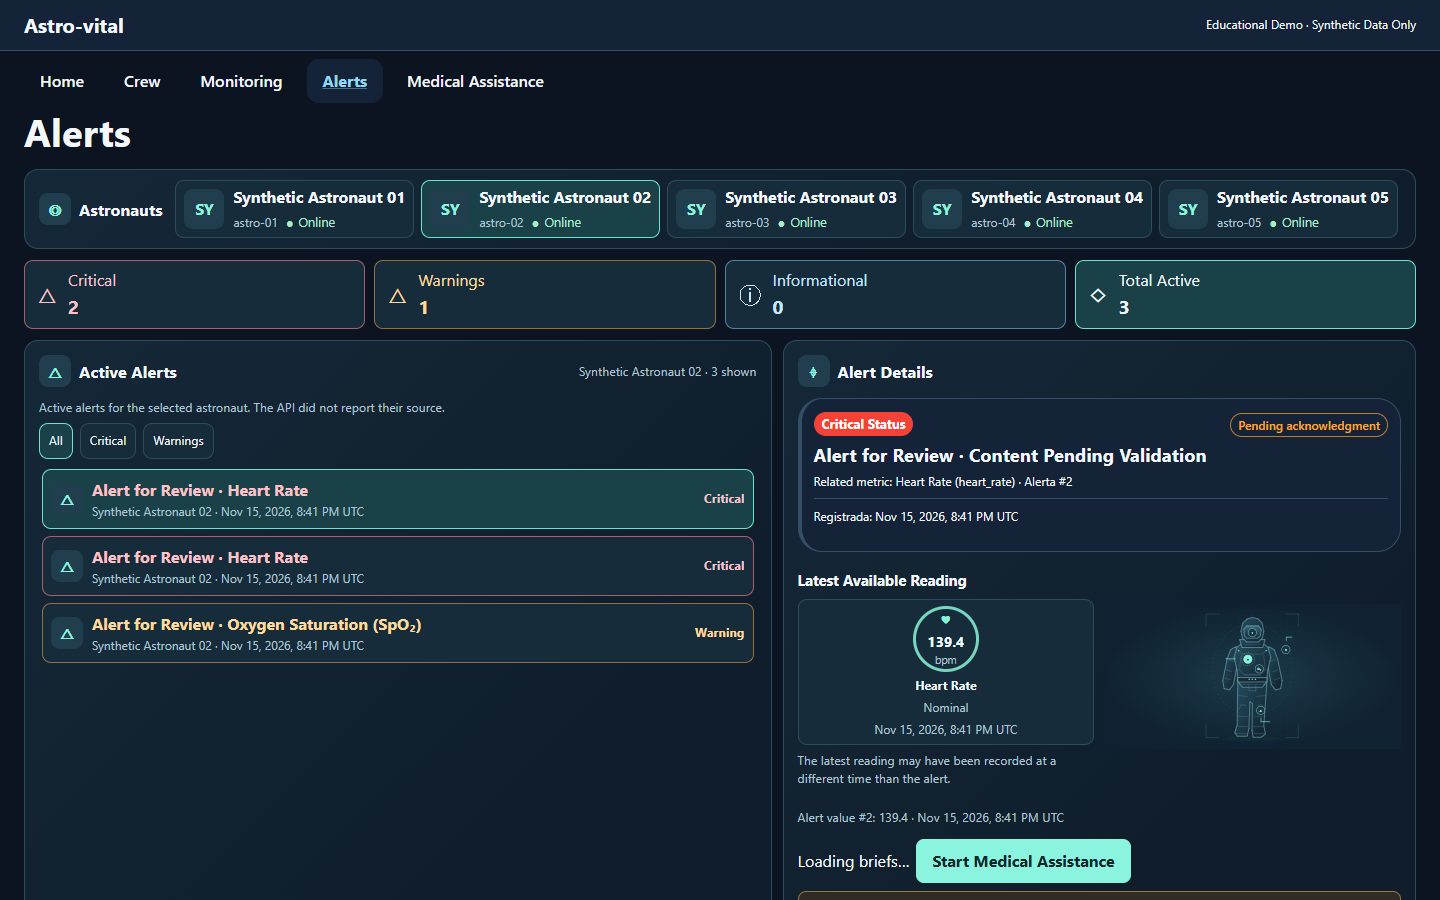 Astro-vital
Educational Demo · Synthetic Data Only
Home
Crew
Monitoring
Alerts
Medical Assistance
Alerts
Astronauts
SY
Synthetic Astronaut 01
astro-01 ● Online
SY
Synthetic Astronaut 02
astro-02 ● Online
SY
Synthetic Astronaut 03
astro-03 ● Online
SY
Synthetic Astronaut 04
astro-04 ● Online
SY
Synthetic Astronaut 05
astro-05 ● Online
Critical
2
Warnings
1
Informational
0
Total Active
3
Active Alerts
Synthetic Astronaut 02 · 3 shown
Active alerts for the selected astronaut. The API did not report their source.
All
Critical
Warnings
Alert for Review · Heart Rate
Synthetic Astronaut 02 · Nov 15, 2026, 8:41 PM UTC
Critical
Alert for Review · Heart Rate
Synthetic Astronaut 02 · Nov 15, 2026, 8:41 PM UTC
Critical
Alert for Review · Oxygen Saturation (SpO₂)
Synthetic Astronaut 02 · Nov 15, 2026, 8:41 PM UTC
Warning
Alert Details
Critical Status
Pending acknowledgment
Alert for Review · Content Pending Validation
Related metric: Heart Rate (heart_rate) · Alerta #2
Registrada: Nov 15, 2026, 8:41 PM UTC
Latest Available Reading
139.4
bpm
Heart Rate
Nominal
Nov 15, 2026, 8:41 PM UTC
The latest reading may have been recorded at a
different time than the alert.
Alert value #2: 139.4 · Nov 15, 2026, 8:41 PM UTC
Loading briefs...
Start Medical Assistance